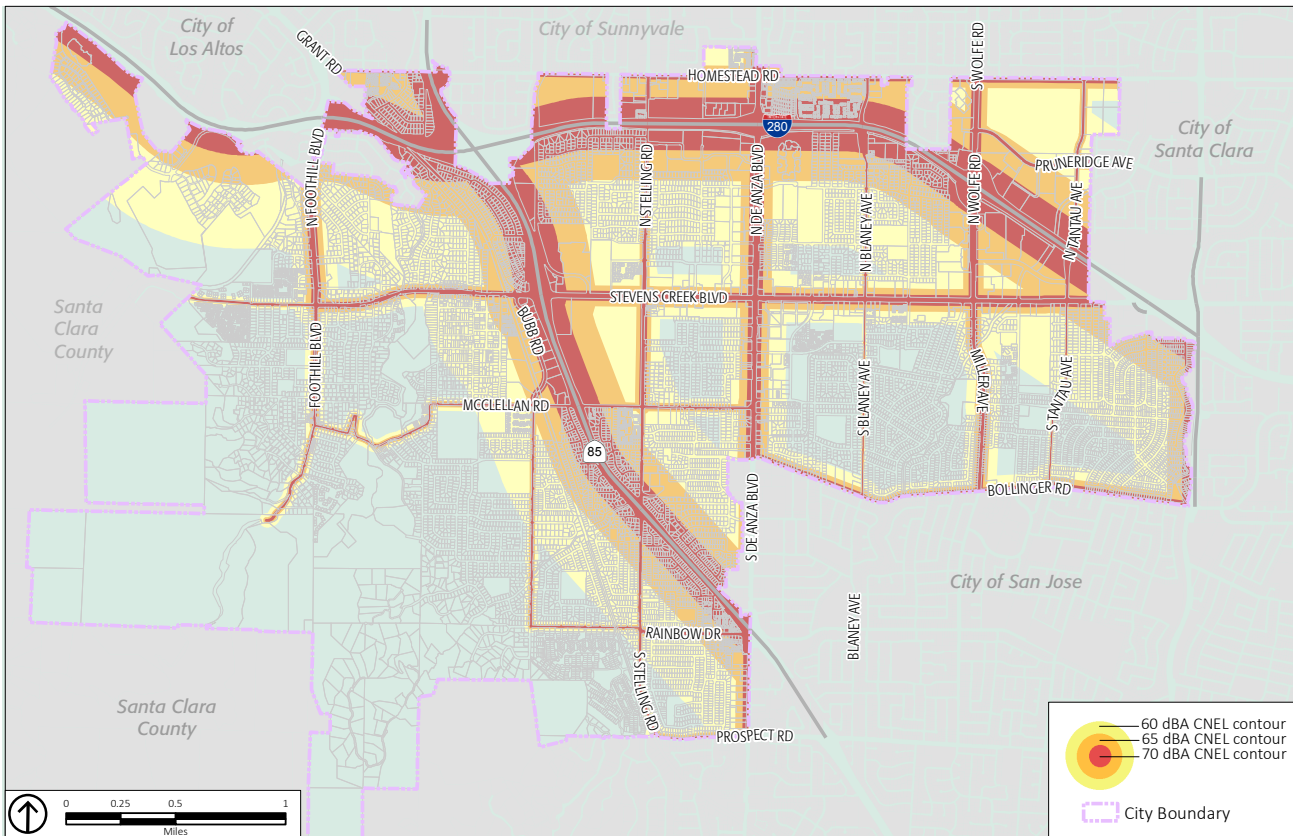 City of
Los Altos
City of Sunnyvale
GRANT RD
HOMESTEAD RD
S WOLFE RD
280
City of
Santa Clara
PRUNERIDGE AVE
N FOOTHILL BLVD
N STELLING RD
N DE ANZA BLVD
N BLANEY AVE
N WOLFE RD
N TANTAU AVE
STEVENS CREEK BLVD
Santa
Clara
County
BUBB RD
FOOTHILL BLVD
MCCLELLAN RD
MILLER AVE
S BLANEY AVE
S TANTAU AVE
85
BOLLINGER RD
S DE ANZA BLVD
City of San Jose
BLANEY AVE
RAINBOW DR
S STELLING RD
PROSPECT RD
Santa Clara
County
60 dBA CNEL contour
65 dBA CNEL contour
70 dBA CNEL contour
City Boundary
0 0.25 0.5 1
Miles